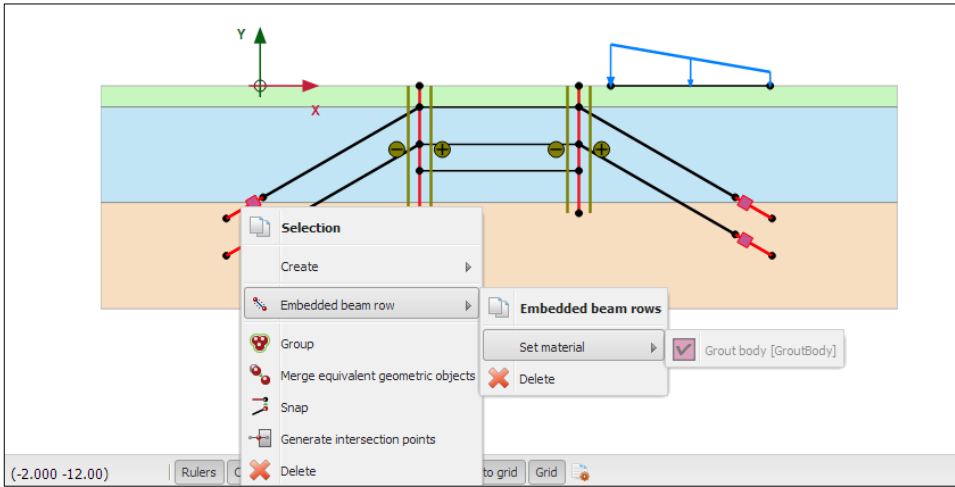 Y
X
Selection
Create
Embedded beam row
Group
Merge equivalent geometric objects
Snap
Generate intersection points
Delete
Embedded beam rows
Set material
Delete
Grout body [GroutBody]
(-2.000 -12.00)
Rulers
to grid
Grid